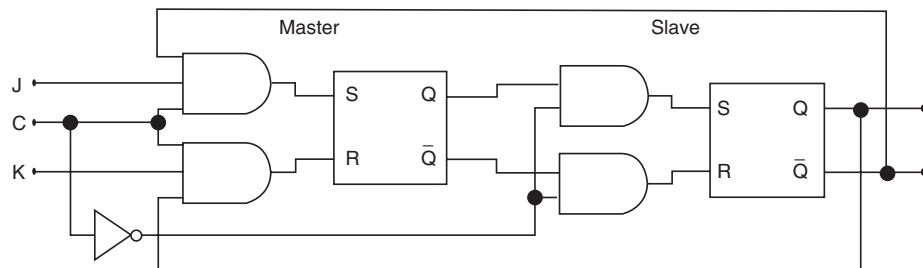 Master Slave
J
C
K
S Q
R Q̅
S Q
R Q̅